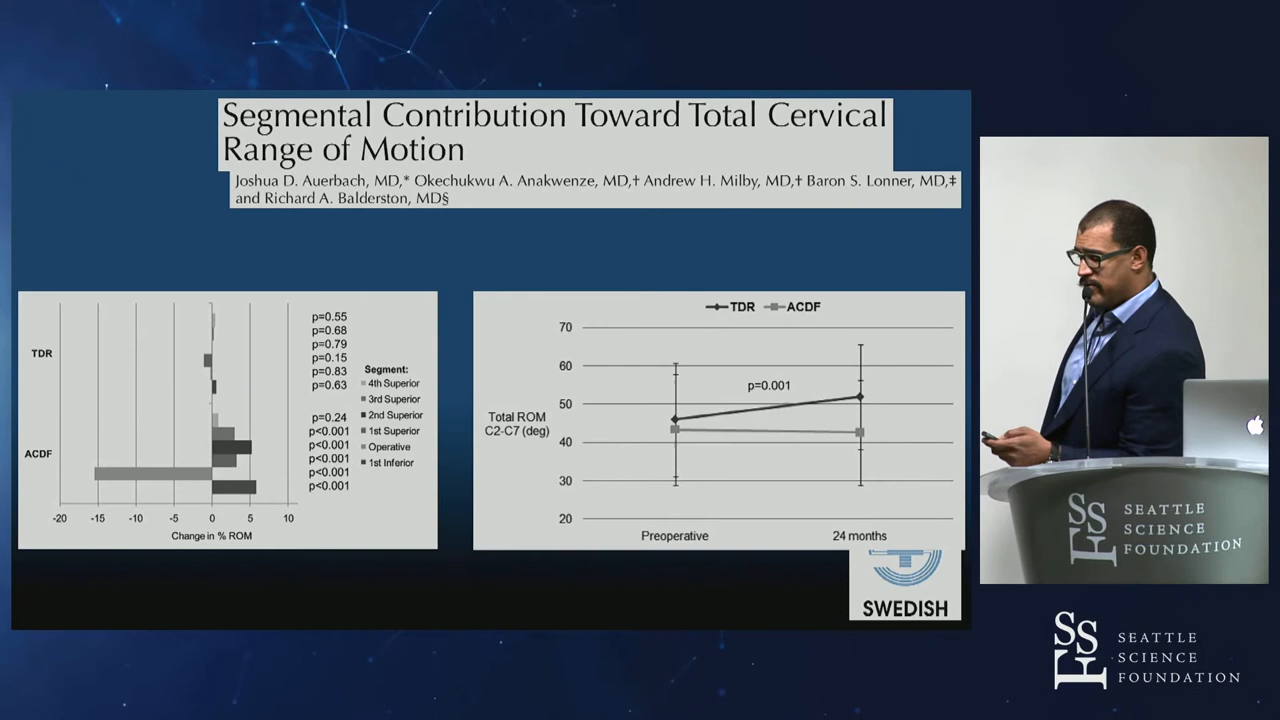 Segmental Contribution Toward Total Cervical
Range of Motion
Joshua D. Auerbach, MD,* Okechukwu A. Anakwenze, MD,† Andrew H. Milby, MD,† Baron S. Lonner, MD,‡
and Richard A. Balderston, MD§
TDR
p=0.55
p=0.68
p=0.79
p=0.15
p=0.83
p=0.63
ACDF
p=0.24
p<0.001
p<0.001
p<0.001
p<0.001
p<0.001
Segment:
4th Superior
3rd Superior
2nd Superior
1st Superior
Operative
1st Inferior
-20 -15 -10 -5 0 5 10
Change in % ROM
TDR ACDF
70
60
50
40
30
20
p=0.001
Total ROM
C2-C7 (deg)
Preoperative 24 months
SWEDISH
SSF
SEATTLE
SCIENCE
FOUNDATION
SSF
SEATTLE
SCIENCE
FOUNDATION